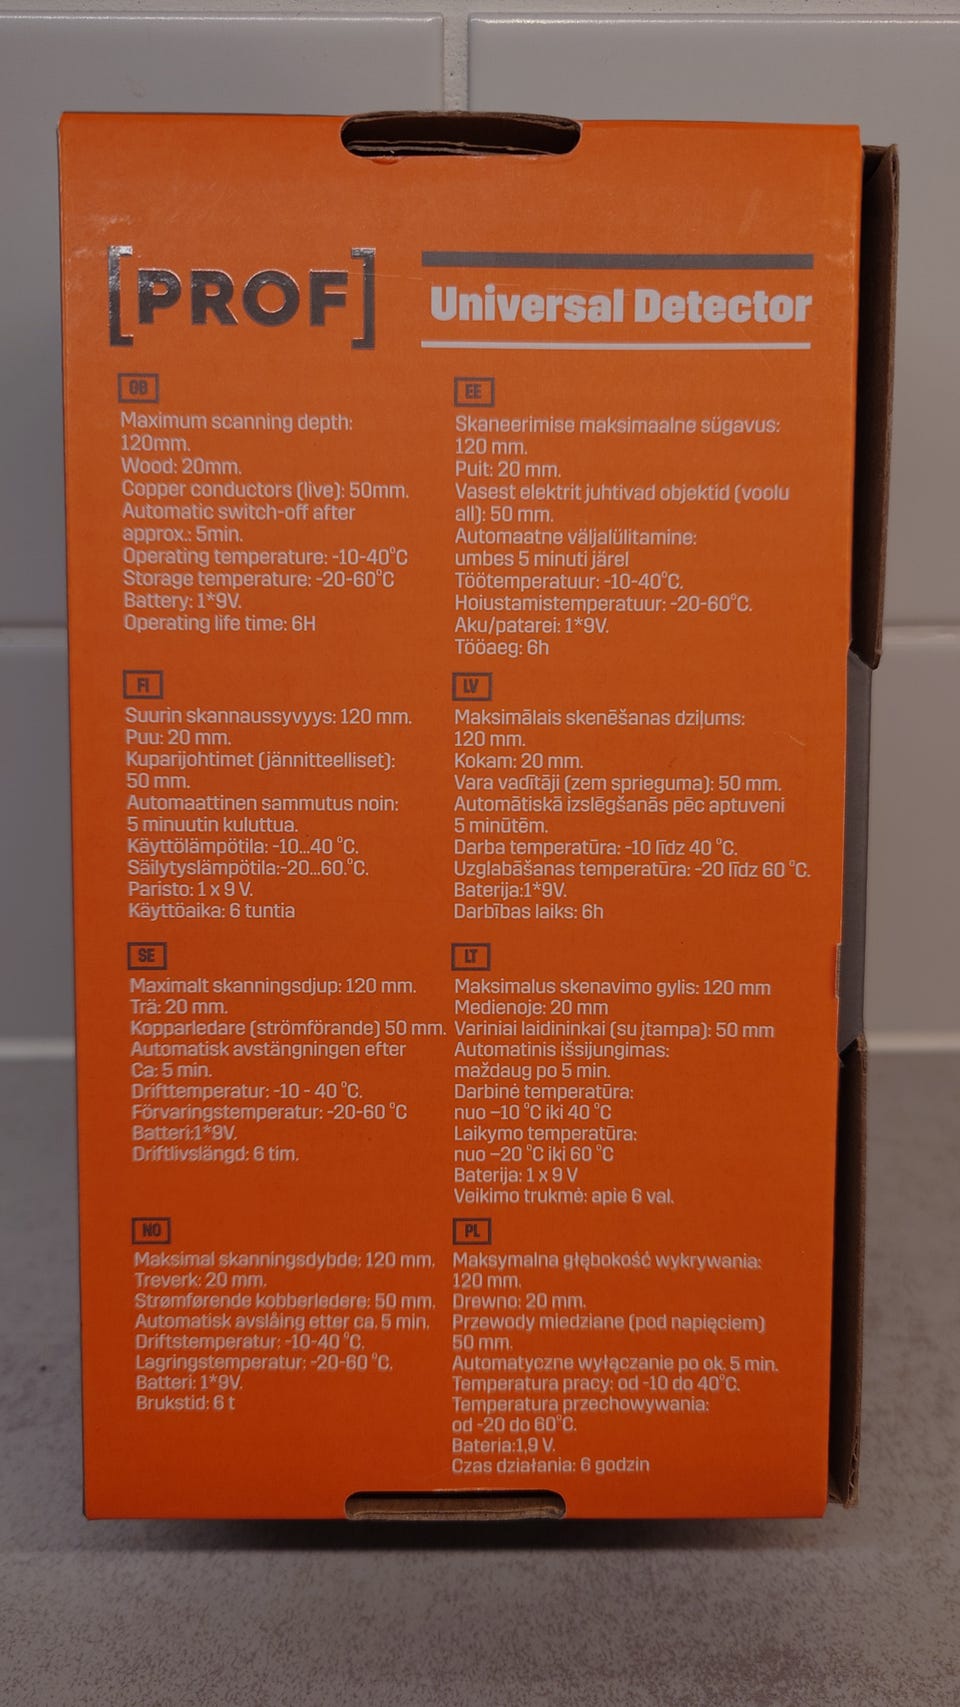 [PROF]
Universal Detector
GB
Maximum scanning depth:
120mm.
Wood: 20mm.
Copper conductors (live): 50mm.
Automatic switch-off after
approx.: 5min.
Operating temperature: -10-40°C
Storage temperature: -20-60°C
Battery: 1*9V.
Operating life time: 6H
EE
Skaneerimise maksimaalne sügavus:
120 mm.
Puit: 20 mm.
Vasest elektrit juhtivad objektid (voolu
all): 50 mm.
Automaatne väljalülitamine:
umbes 5 minuti järel
Töötemperatuur: -10-40°C.
Hoiustamistemperatuur: -20-60°C.
Aku/patarei: 1*9V.
Tööaeg: 6h
FI
Suurin skannaussyvyys: 120 mm.
Puu: 20 mm.
Kuparijohtimet (jännitteelliset):
50 mm.
Automaattinen sammutus noin:
5 minuutin kuluttua.
Käyttölämpötila: -10...40 °C.
Säilytyslämpötila:-20...60.°C.
Paristo: 1 x 9 V.
Käyttöaika: 6 tuntia
LV
Maksimālais skenēšanas dziļums:
120 mm.
Kokam: 20 mm.
Vara vadītāji (zem sprieguma): 50 mm.
Automātiskā izslēgšanās pēc aptuveni
5 minūtēm.
Darba temperatūra: -10 līdz 40 °C.
Uzglabāšanas temperatūra: -20 līdz 60 °C.
Baterija:1*9V.
Darbības laiks: 6h
SE
Maximalt skanningsdjup: 120 mm.
Trä: 20 mm.
Kopparledare (strömförande) 50 mm.
Automatisk avstängningen efter
Ca: 5 min.
Drifttemperatur: -10 - 40 °C.
Förvaringstemperatur: -20-60 °C
Batteri:1*9V.
Driftlivslängd: 6 tim.
LT
Maksimalus skenavimo gylis: 120 mm
Medienoje: 20 mm
Variniai laidininkai (su įtampa): 50 mm
Automatinis išsijungimas:
maždaug po 5 min.
Darbinė temperatūra:
nuo –10 °C iki 40 °C
Laikymo temperatūra:
nuo –20 °C iki 60 °C
Baterija: 1 x 9 V
Veikimo trukmė: apie 6 val.
NO
Maksimal skanningsdybde: 120 mm.
Treverk: 20 mm.
Strømførende kobberledere: 50 mm.
Automatisk avslåing etter ca. 5 min.
Driftstemperatur: -10-40 °C.
Lagringstemperatur: -20-60 °C.
Batteri: 1*9V.
Brukstid: 6 t
PL
Maksymalna głębokość wykrywania:
120 mm.
Drewno: 20 mm.
Przewody miedziane (pod napięciem)
50 mm.
Automatyczne wyłączanie po ok. 5 min.
Temperatura pracy: od -10 do 40°C.
Temperatura przechowywania:
od -20 do 60°C.
Bateria:1,9 V.
Czas działania: 6 godzin